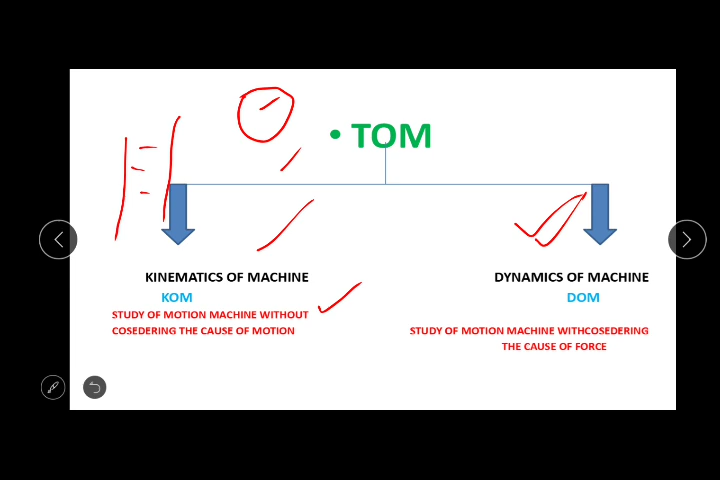 • TOM
KINEMATICS OF MACHINE
KOM
STUDY OF MOTION MACHINE WITHOUT
COSEDERING THE CAUSE OF MOTION
DYNAMICS OF MACHINE
DOM
STUDY OF MOTION MACHINE WITHCOSEDERING
THE CAUSE OF FORCE